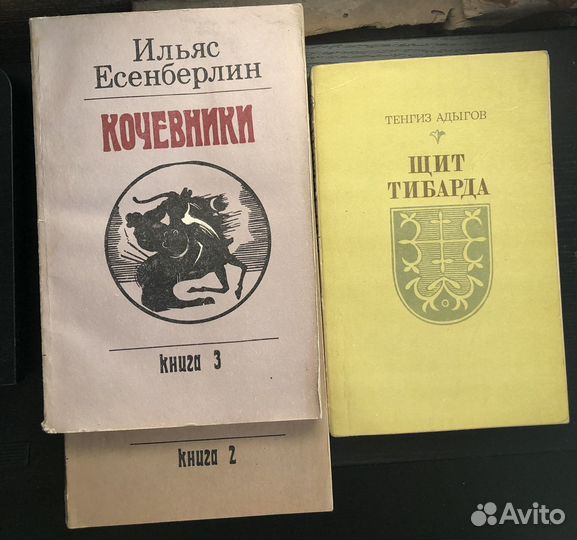 Ильяс
Есенберлин
КОЧЕВНИКИ
книга 3
книга 2
ТЕНГИЗ АДЫГОВ
ЩИТ
ТИБАРДА
Avito